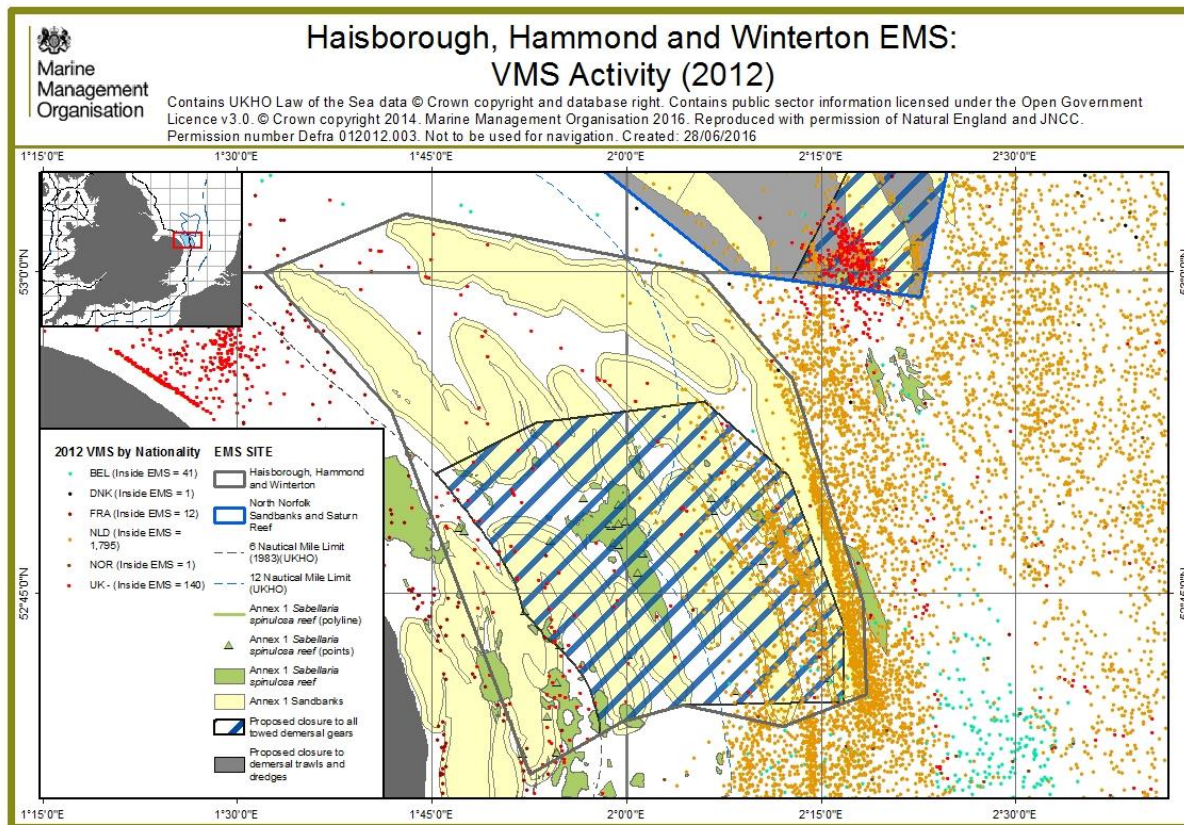 Marine
Management
Organisation
Haisborough, Hammond and Winterton EMS:
VMS Activity (2012)
Contains UKHO Law of the Sea data © Crown copyright and database right. Contains public sector information licensed under the Open Government
Licence v3.0. © Crown copyright 2014. Marine Management Organisation 2016. Reproduced with permission of Natural England and JNCC.
Permission number Defra 012012.003. Not to be used for navigation. Created: 28/06/2016
1°15'0"E 1°30'0"E 1°45'0"E 2°0'0"E 2°15'0"E 2°30'0"E
53°0'0"N 53°0'0"N
52°45'0"N 52°45'0"N
2012 VMS by Nationality
BEL (Inside EMS = 41)
DNK (Inside EMS = 1)
FRA (Inside EMS = 12)
NLD (Inside EMS =
1,795)
NOR (Inside EMS = 1)
UK - (Inside EMS = 140)
EMS SITE
Haisborough, Hammond
and Winterton
North Norfolk
Sandbanks and Saturn
Reef
6 Nautical Mile Limit
(1983)(UKHO)
12 Nautical Mile Limit
(UKHO)
Annex 1 Sabellaria
spinulosa reef (polyline)
Annex 1 Sabellaria
spinulosa reef (points)
Annex 1 Sabellaria
spinulosa reef
Annex 1 Sandbanks
Proposed closure to all
towed demersal gears
Proposed closure to
demersal trawls and
dredges
1°15'0"E 1°30'0"E 1°45'0"E 2°0'0"E 2°15'0"E 2°30'0"E